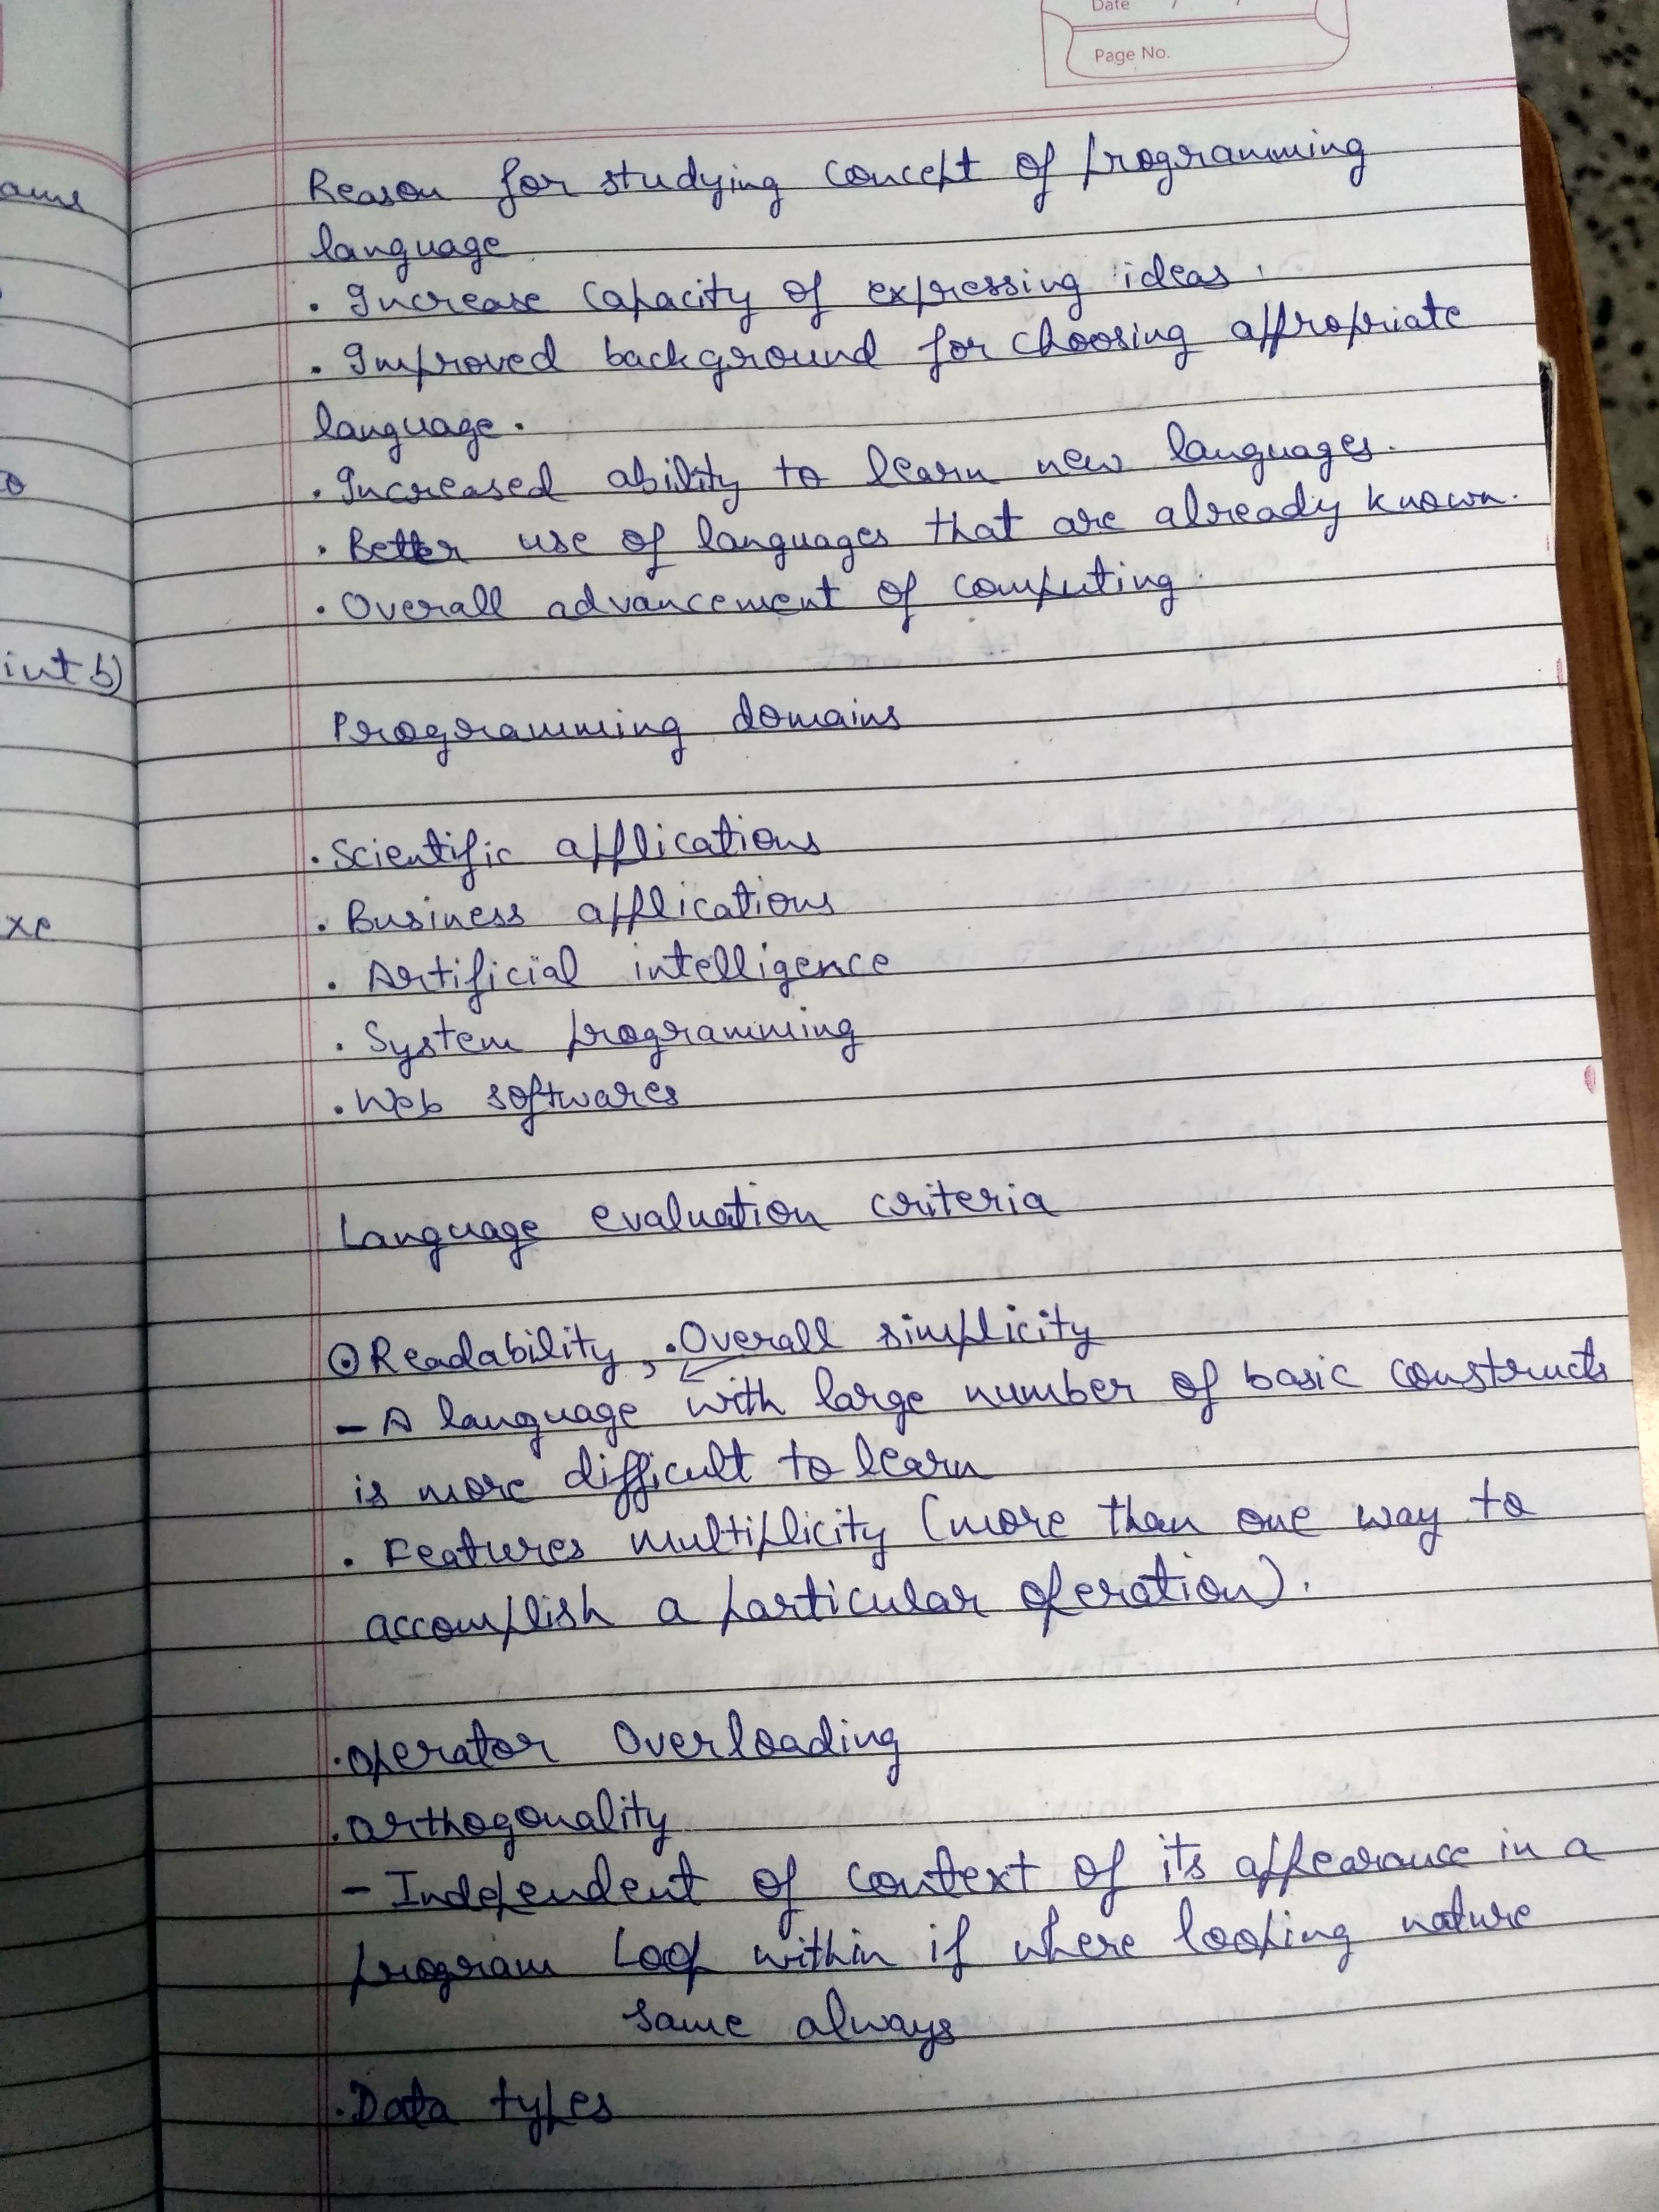 Date / /
Page No.
Reason for studying concept of programming
language
. Increase capacity of expressing ideas.
. Improved background for choosing appropriate
language.
. Increased ability to learn new languages.
. Better use of languages that are already known.
. Overall advancement of computing.
Programming domains
. Scientific applications
. Business applications
. Artificial intelligence
. System programming
. Web softwares
Language evaluation criteria
⊙ Readability, . Overall simplicity
- A language with large number of basic constructs
is more difficult to learn
. Features multiplicity (more than one way to
accomplish a particular operation).
. Operator Overloading
. Orthogonality
- Independent of context of its appearance in a
program Loop within if where looping nature
same always
. Data types
int b)
xe